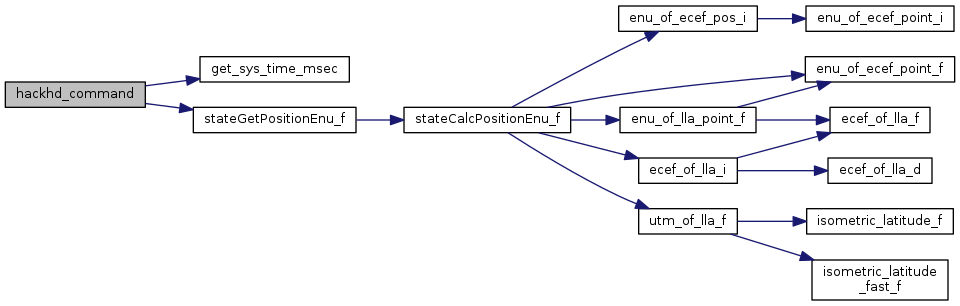 hackhd_command
get_sys_time_msec
stateGetPositionEnu_f
stateCalcPositionEnu_f
enu_of_ecef_pos_i
enu_of_ecef_point_i
enu_of_ecef_point_f
enu_of_lla_point_f
ecef_of_lla_f
ecef_of_lla_i
ecef_of_lla_d
utm_of_lla_f
isometric_latitude_f
isometric_latitude
_fast_f